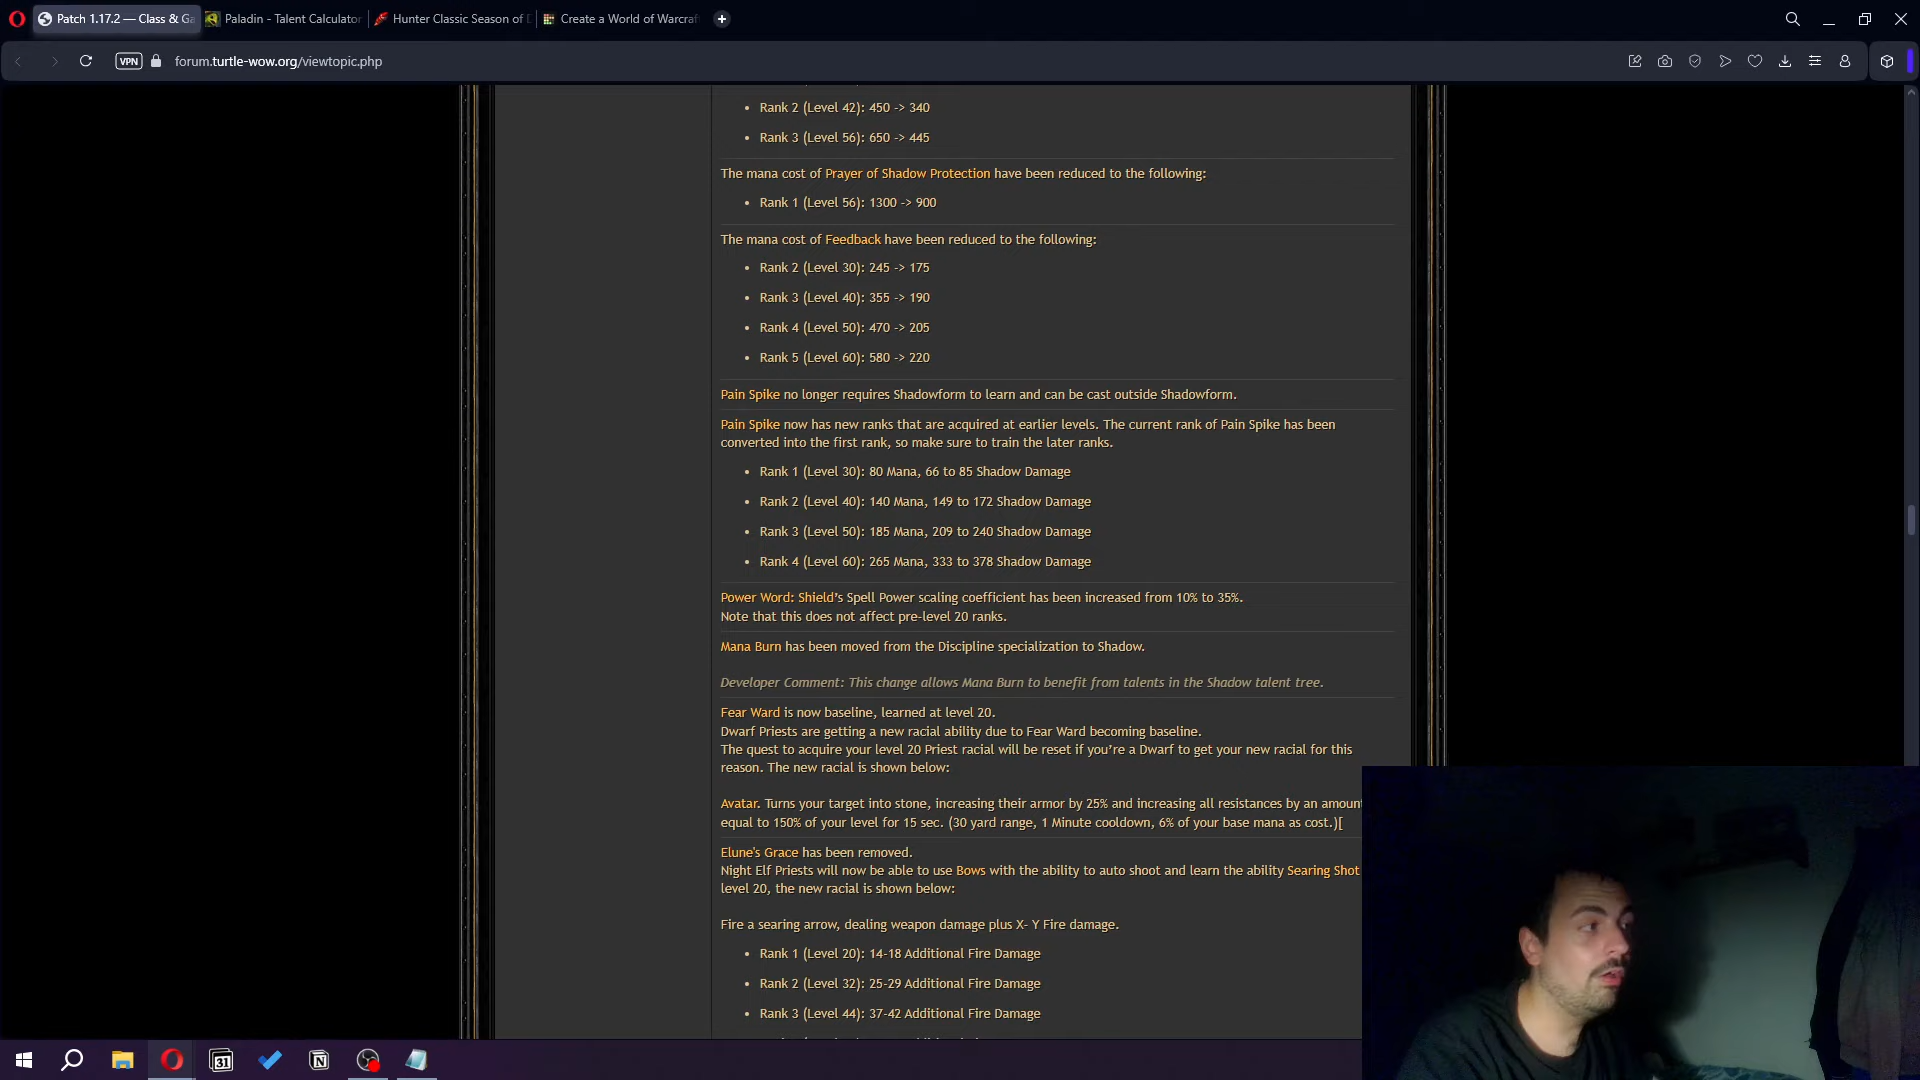 Patch 1.17.2 — Class & Ga
Paladin - Talent Calculator
Hunter Classic Season of D
Create a World of Warcraf
VPN
forum.turtle-wow.org/viewtopic.php
Rank 2 (Level 42): 450 -> 340
Rank 3 (Level 56): 650 -> 445
The mana cost of Prayer of Shadow Protection have been reduced to the following:
Rank 1 (Level 56): 1300 -> 900
The mana cost of Feedback have been reduced to the following:
Rank 2 (Level 30): 245 -> 175
Rank 3 (Level 40): 355 -> 190
Rank 4 (Level 50): 470 -> 205
Rank 5 (Level 60): 580 -> 220
Pain Spike no longer requires Shadowform to learn and can be cast outside Shadowform.
Pain Spike now has new ranks that are acquired at earlier levels. The current rank of Pain Spike has been
converted into the first rank, so make sure to train the later ranks.
Rank 1 (Level 30): 80 Mana, 66 to 85 Shadow Damage
Rank 2 (Level 40): 140 Mana, 149 to 172 Shadow Damage
Rank 3 (Level 50): 185 Mana, 209 to 240 Shadow Damage
Rank 4 (Level 60): 265 Mana, 333 to 378 Shadow Damage
Power Word: Shield's Spell Power scaling coefficient has been increased from 10% to 35%.
Note that this does not affect pre-level 20 ranks.
Mana Burn has been moved from the Discipline specialization to Shadow.
Developer Comment: This change allows Mana Burn to benefit from talents in the Shadow talent tree.
Fear Ward is now baseline, learned at level 20.
Dwarf Priests are getting a new racial ability due to Fear Ward becoming baseline.
The quest to acquire your level 20 Priest racial will be reset if you're a Dwarf to get your new racial for this
reason. The new racial is shown below:
Avatar. Turns your target into stone, increasing their armor by 25% and increasing all resistances by an amount
equal to 150% of your level for 15 sec. (30 yard range, 1 Minute cooldown, 6% of your base mana as cost.)[
Elune's Grace has been removed.
Night Elf Priests will now be able to use Bows with the ability to auto shoot and learn the ability Searing Shot
level 20, the new racial is shown below:
Fire a searing arrow, dealing weapon damage plus X- Y Fire damage.
Rank 1 (Level 20): 14-18 Additional Fire Damage
Rank 2 (Level 32): 25-29 Additional Fire Damage
Rank 3 (Level 44): 37-42 Additional Fire Damage
31